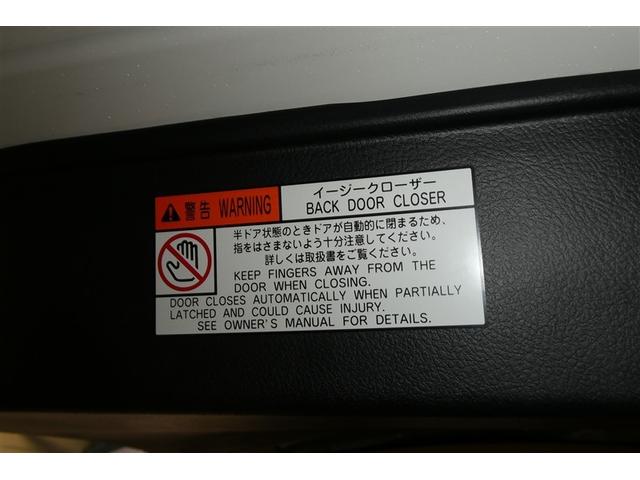 警告 WARNING
イージークローザー
BACK DOOR CLOSER
半ドア状態のときドアが自動的に閉まるため、
指をはさまないよう十分注意してください。
詳しくは取扱書をご覧ください。
KEEP FINGERS AWAY FROM THE
DOOR WHEN CLOSING.
DOOR CLOSES AUTOMATICALLY WHEN PARTIALLY
LATCHED AND COULD CAUSE INJURY.
SEE OWNER'S MANUAL FOR DETAILS.